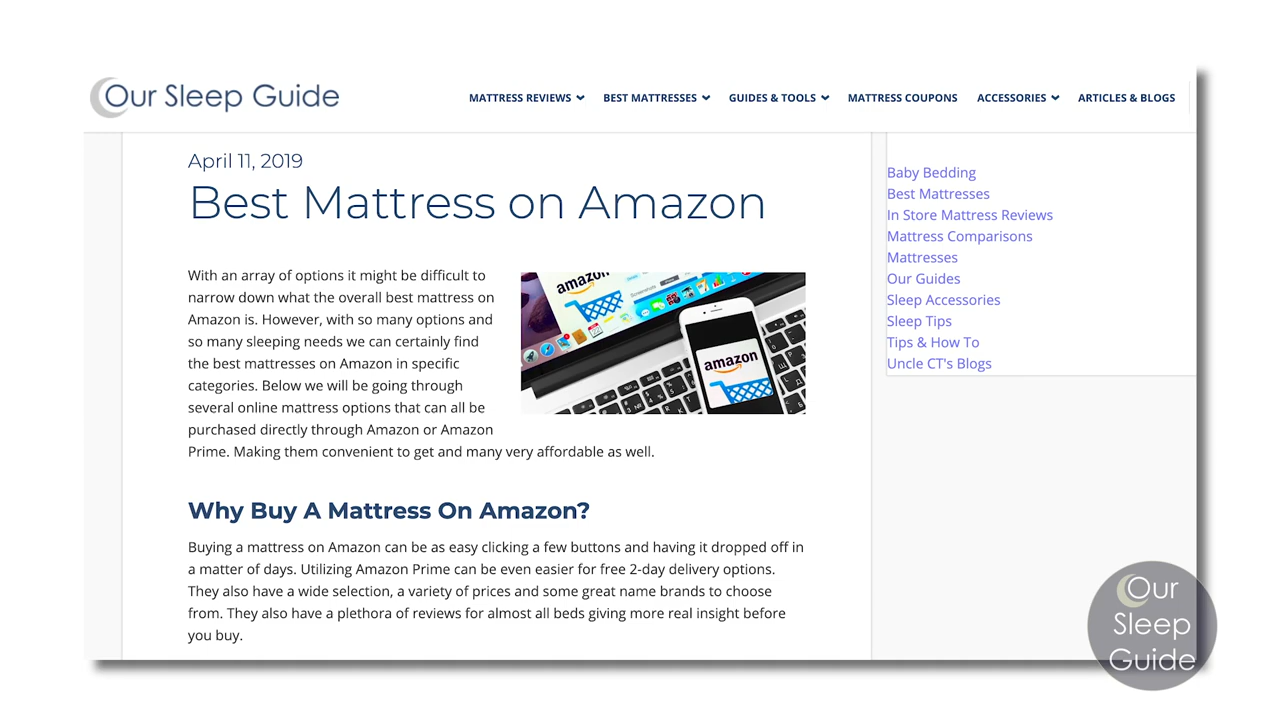 Our Sleep Guide
MATTRESS REVIEWS
BEST MATTRESSES
GUIDES & TOOLS
MATTRESS COUPONS
ACCESSORIES
ARTICLES & BLOGS
April 11, 2019
Best Mattress on Amazon
With an array of options it might be difficult to
narrow down what the overall best mattress on
Amazon is. However, with so many options and
so many sleeping needs we can certainly find
the best mattresses on Amazon in specific
categories. Below we will be going through
several online mattress options that can all be
purchased directly through Amazon or Amazon
Prime. Making them convenient to get and many very affordable as well.
amazon
amazon
Why Buy A Mattress On Amazon?
Buying a mattress on Amazon can be as easy clicking a few buttons and having it dropped off in
a matter of days. Utilizing Amazon Prime can be even easier for free 2-day delivery options.
They also have a wide selection, a variety of prices and some great name brands to choose
from. They also have a plethora of reviews for almost all beds giving more real insight before
you buy.
Baby Bedding
Best Mattresses
In Store Mattress Reviews
Mattress Comparisons
Mattresses
Our Guides
Sleep Accessories
Sleep Tips
Tips & How To
Uncle CT's Blogs
Our
Sleep
Guide